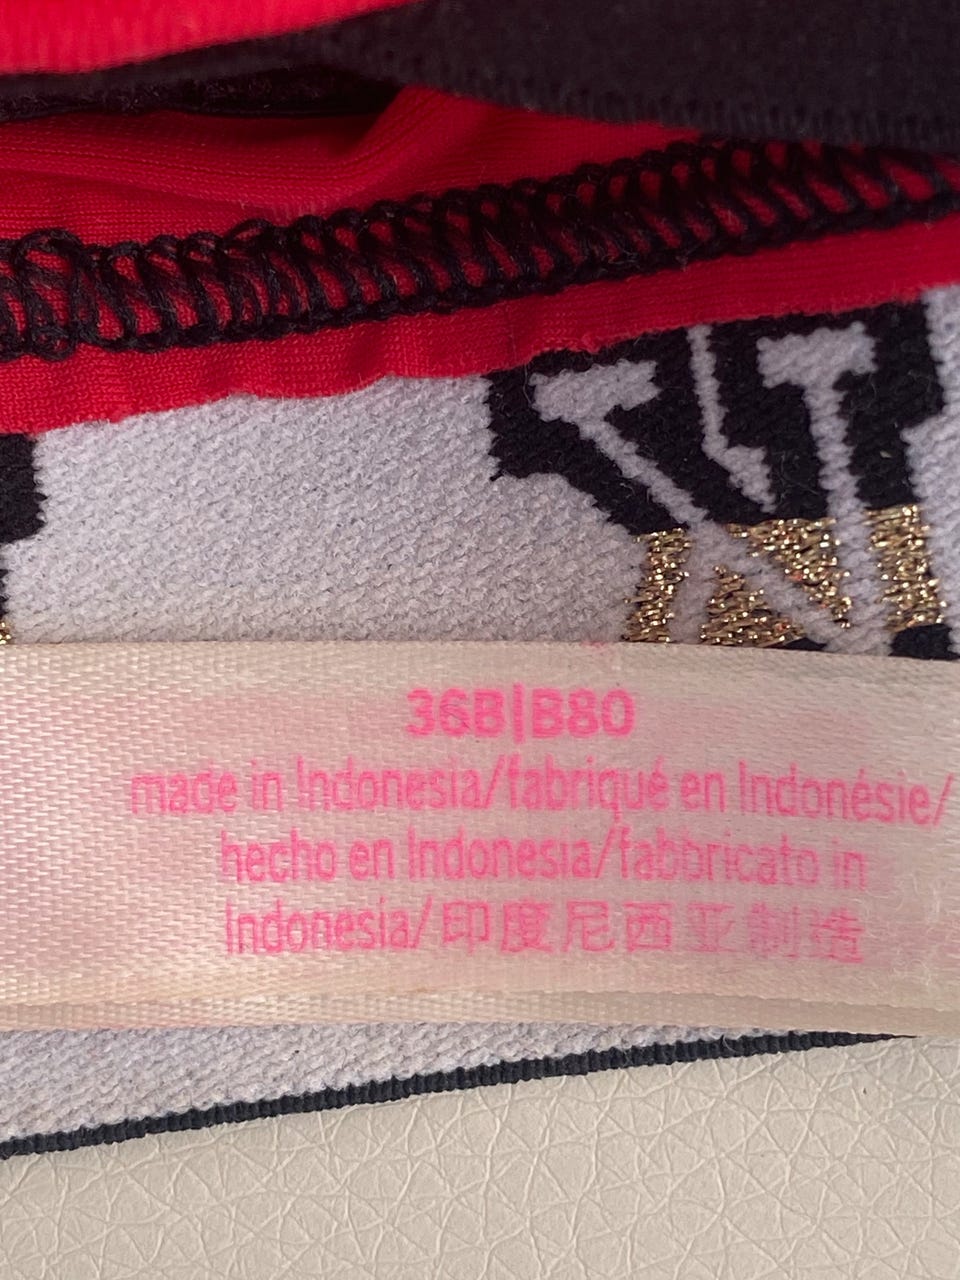 36B|B80
made in Indonesia/fabriqué en Indonésie/
hecho en Indonesia/fabbricato in
Indonesia/印度尼西亚制造